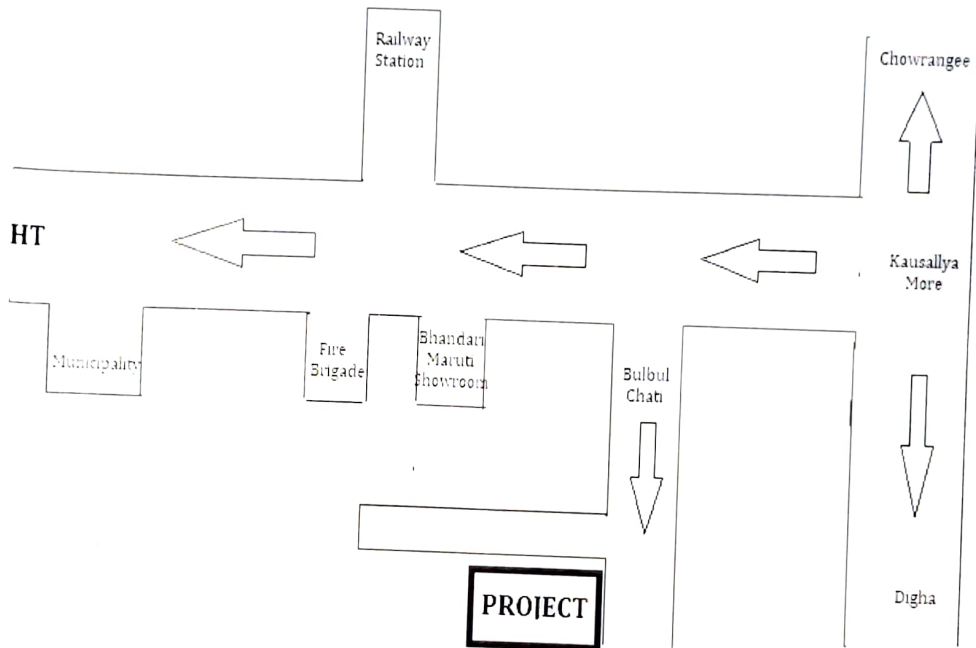 Railway
Station
Chowrangee
HT
Kausallya
More
Municipality
Fire
Brigade
Bhandari
Maruti
Showroom
Bulbul
Chati
PROJECT
Digha